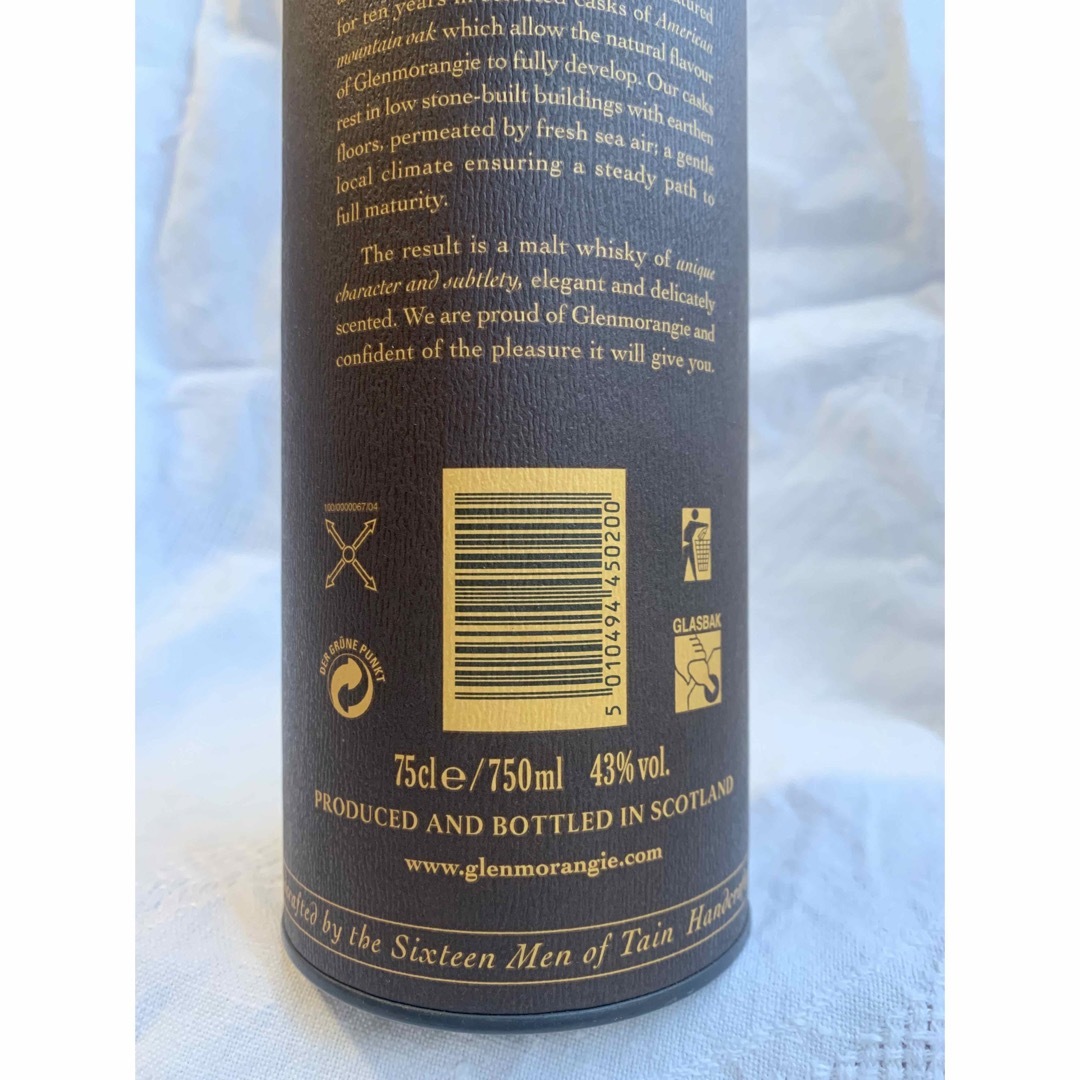 for ten years in selected casks of American
mountain oak which allow the natural flavour
of Glenmorangie to fully develop. Our casks
rest in low stone-built buildings with earthen
floors, permeated by fresh sea air; a gentle
local climate ensuring a steady path to
full maturity.
The result is a malt whisky of unique
character and subtlety, elegant and delicately
scented. We are proud of Glenmorangie and
confident of the pleasure it will give you.
100/0000067/04
DER GRÜNE PUNKT
5 010494 450200
GLASBAK
75cl e/750ml 43% vol.
PRODUCED AND BOTTLED IN SCOTLAND
www.glenmorangie.com
by the Sixteen Men of Tain